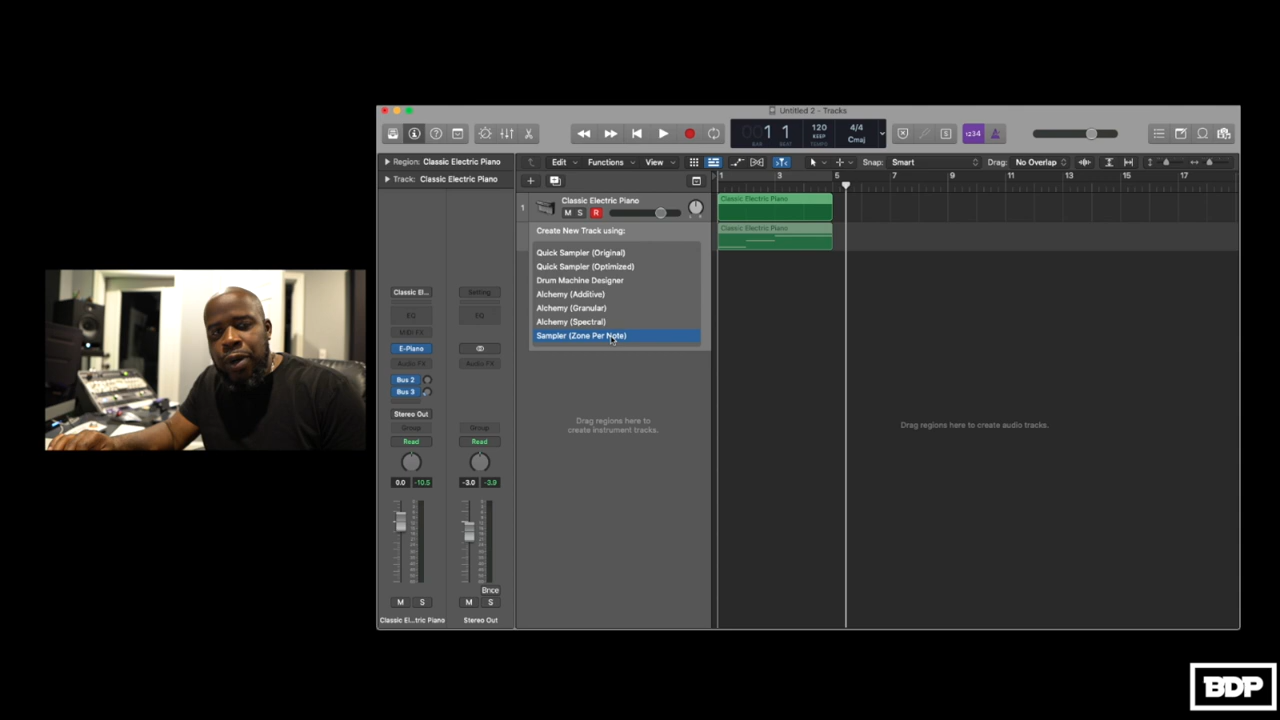 Untitled 2 - Tracks
1 1
120
4/4
KEEP
Cmaj
BAR
BEAT
1234
S
Region: Classic Electric Piano
Edit
Functions
View
Snap: Smart
Drag: No Overlap
Track: Classic Electric Piano
1
3
5
7
9
11
13
15
17
1
Classic Electric Piano
M S R
Classic Electric Piano
Classic Electric Piano
Create New Track using:
Quick Sampler (Original)
Quick Sampler (Optimized)
Drum Machine Designer
Alchemy (Additive)
Alchemy (Granular)
Alchemy (Spectral)
Sampler (Zone Per Note)
Classic El...
Setting
EQ
EQ
MIDI FX
E-Piano
Audio FX
Audio FX
Bus 2
Bus 3
Stereo Out
Group
Group
Read
Read
0.0
-10.5
-3.0
-3.9
Drag regions here to
create instrument tracks.
Drag regions here to create audio tracks.
Bnce
M
S
M
S
Classic El...tric Piano
Stereo Out
BDP